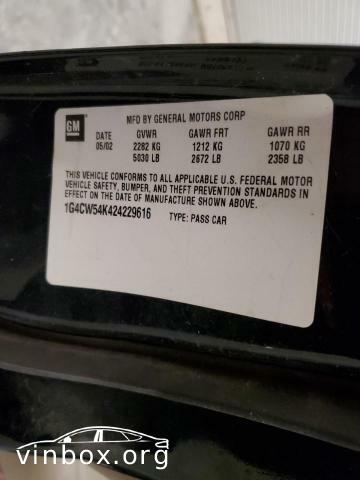 GM
MFD BY GENERAL MOTORS CORP
DATE GVWR GAWR FRT GAWR RR
05/02 2282 KG 1212 KG 1070 KG
5030 LB 2672 LB 2358 LB
THIS VEHICLE CONFORMS TO ALL APPLICABLE U.S. FEDERAL MOTOR
VEHICLE SAFETY, BUMPER, AND THEFT PREVENTION STANDARDS
IN EFFECT ON THE DATE OF MANUFACTURE SHOWN ABOVE.
1G4CW54K424229616 TYPE: PASS CAR
vinbox.org